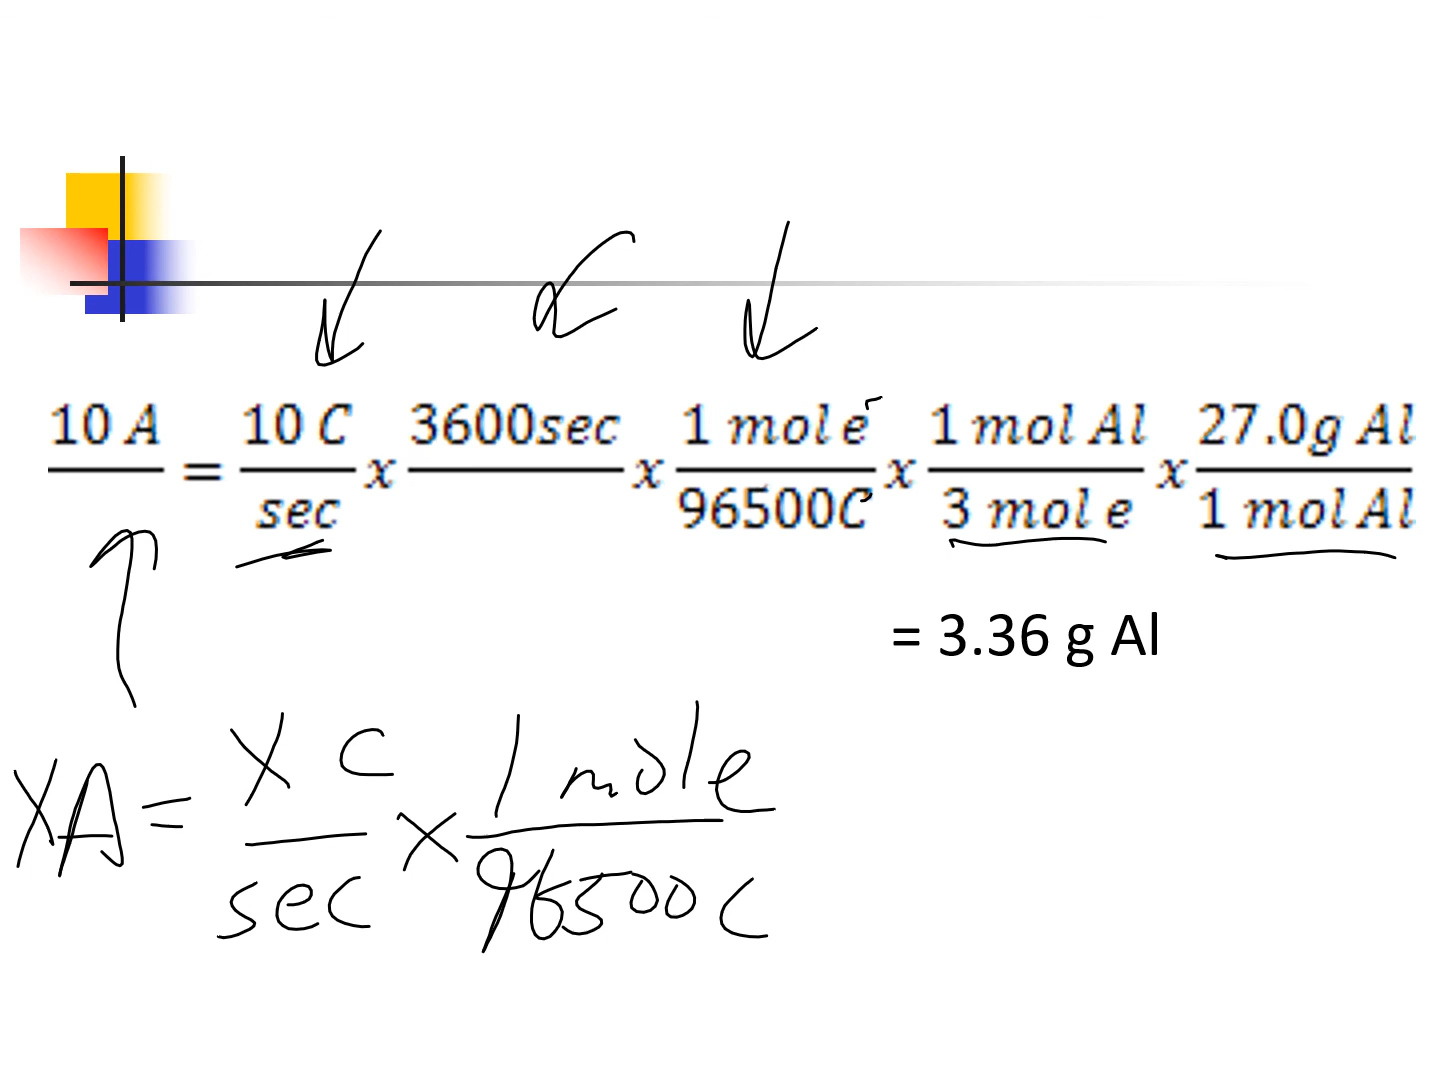 10 A = 10 C x 3600sec x 1 mol e⁻ x 1 mol Al x 27.0g Al
sec 96500C 3 mol e 1 mol Al
= 3.36 g Al
XA = X C x 1 mol e
sec 96500 C